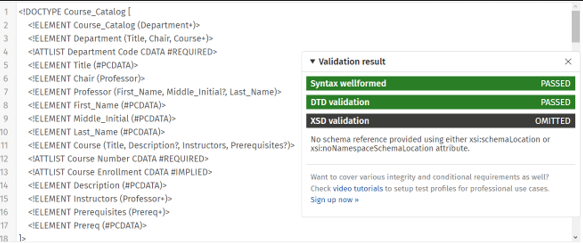 1 <!DOCTYPE Course_Catalog [
2 <!ELEMENT Course_Catalog (Department+)>
3 <!ELEMENT Department (Title, Chair, Course+)>
4 <!ATTLIST Department Code CDATA #REQUIRED>
5 <!ELEMENT Title (#PCDATA)>
6 <!ELEMENT Chair (Professor)>
7 <!ELEMENT Professor (First_Name, Middle_Initial?, Last_Name)>
8 <!ELEMENT First_Name (#PCDATA)>
9 <!ELEMENT Middle_Initial (#PCDATA)>
10 <!ELEMENT Last_Name (#PCDATA)>
11 <!ELEMENT Course (Title, Description?, Instructors, Prerequisites?)>
12 <!ATTLIST Course Number CDATA #REQUIRED>
13 <!ATTLIST Course Enrollment CDATA #IMPLIED>
14 <!ELEMENT Description (#PCDATA)>
15 <!ELEMENT Instructors (Professor+)>
16 <!ELEMENT Prerequisites (Prereq+)>
17 <!ELEMENT Prereq (#PCDATA)>
18 ]>
▼ Validation result ×
Syntax wellformed PASSED
DTD validation PASSED
XSD validation OMITTED
No schema reference provided using either xsi:schemaLocation or
xsi:noNamespaceSchemaLocation attribute.
Want to cover various integrity and conditional requirements as well?
Check video tutorials to setup test profiles for professional use cases.
Sign up now »